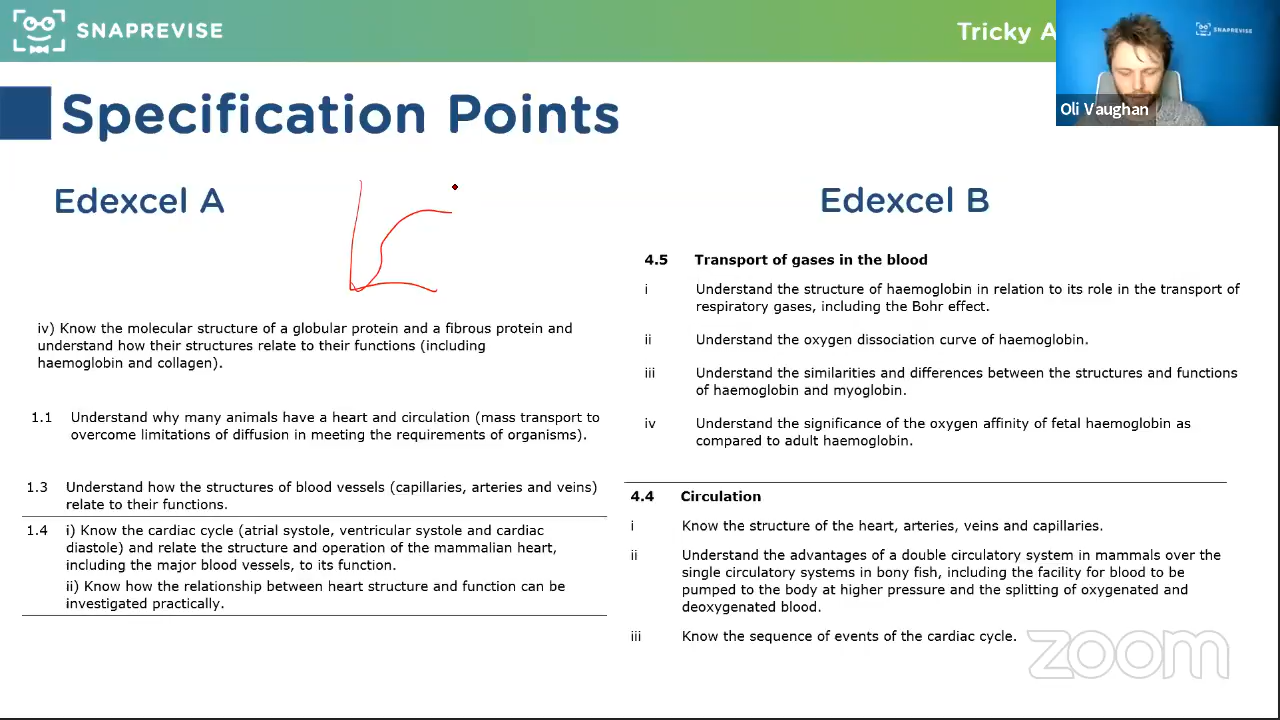 SNAPREVISE
Tricky A
SNAPREVISE
Oli Vaughan
Specification Points
Edexcel A
iv) Know the molecular structure of a globular protein and a fibrous protein and
understand how their structures relate to their functions (including
haemoglobin and collagen).
1.1 Understand why many animals have a heart and circulation (mass transport to
overcome limitations of diffusion in meeting the requirements of organisms).
1.3 Understand how the structures of blood vessels (capillaries, arteries and veins)
relate to their functions.
1.4 i) Know the cardiac cycle (atrial systole, ventricular systole and cardiac
diastole) and relate the structure and operation of the mammalian heart,
including the major blood vessels, to its function.
ii) Know how the relationship between heart structure and function can be
investigated practically.
Edexcel B
4.5 Transport of gases in the blood
i Understand the structure of haemoglobin in relation to its role in the transport of
respiratory gases, including the Bohr effect.
ii Understand the oxygen dissociation curve of haemoglobin.
iii Understand the similarities and differences between the structures and functions
of haemoglobin and myoglobin.
iv Understand the significance of the oxygen affinity of fetal haemoglobin as
compared to adult haemoglobin.
4.4 Circulation
i Know the structure of the heart, arteries, veins and capillaries.
ii Understand the advantages of a double circulatory system in mammals over the
single circulatory systems in bony fish, including the facility for blood to be
pumped to the body at higher pressure and the splitting of oxygenated and
deoxygenated blood.
iii Know the sequence of events of the cardiac cycle.
zoom